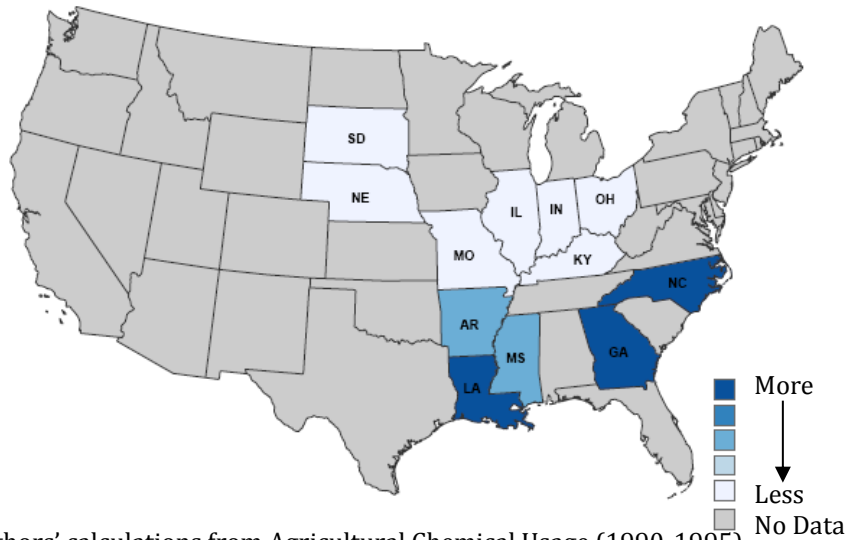 SD
NE
IL
IN
OH
MO
KY
NC
AR
MS
GA
LA
More
Less
No Data
calculations from Agricultural Chemical Usage (1990-1995)